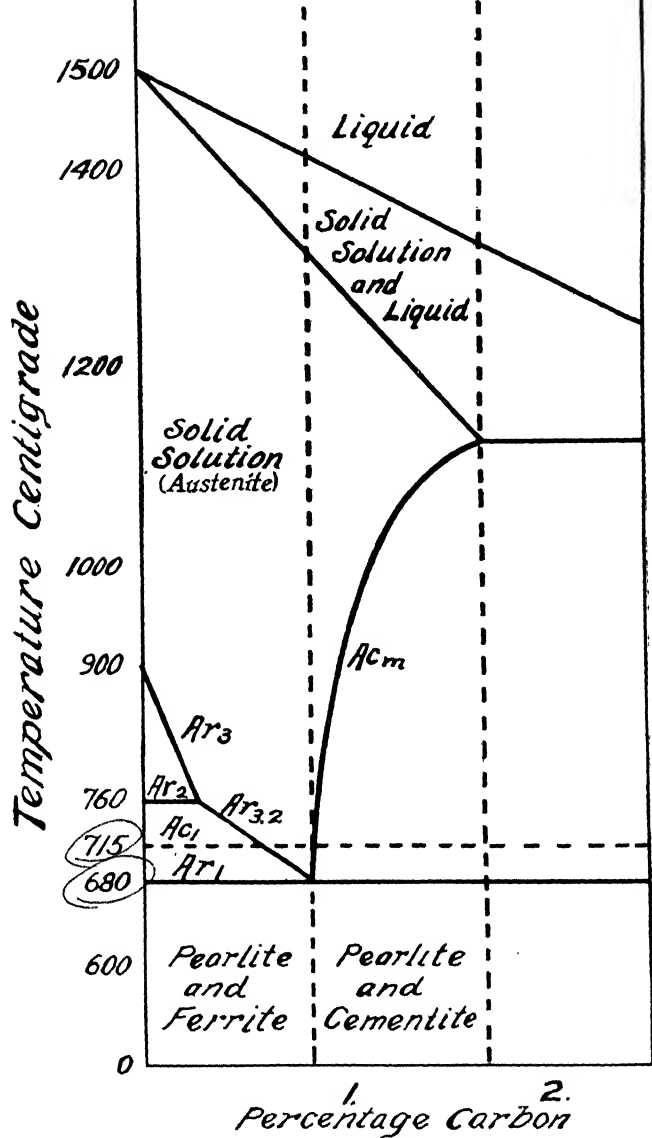 1500
Liquid
1400
Solid
Solution
and
Liquid
1200
Solid
Solution
(Austenite)
1000
Acm
900
Ar3
760
Ar2
Ar3.2
Ac1
715
Ar1
680
600
Pearlite
and
Ferrite
Pearlite
and
Cementite
0
1.
2.
Percentage Carbon
Temperature Centigrade